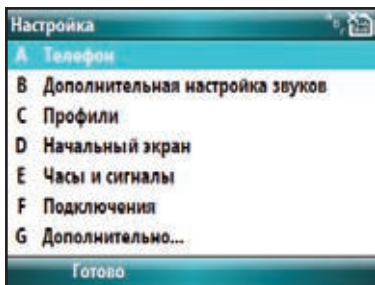 Настройка
A Телефон
B Дополнительная настройка звуков
C Профили
D Начальный экран
E Часы и сигналы
F Подключения
G Дополнительно...
Готово